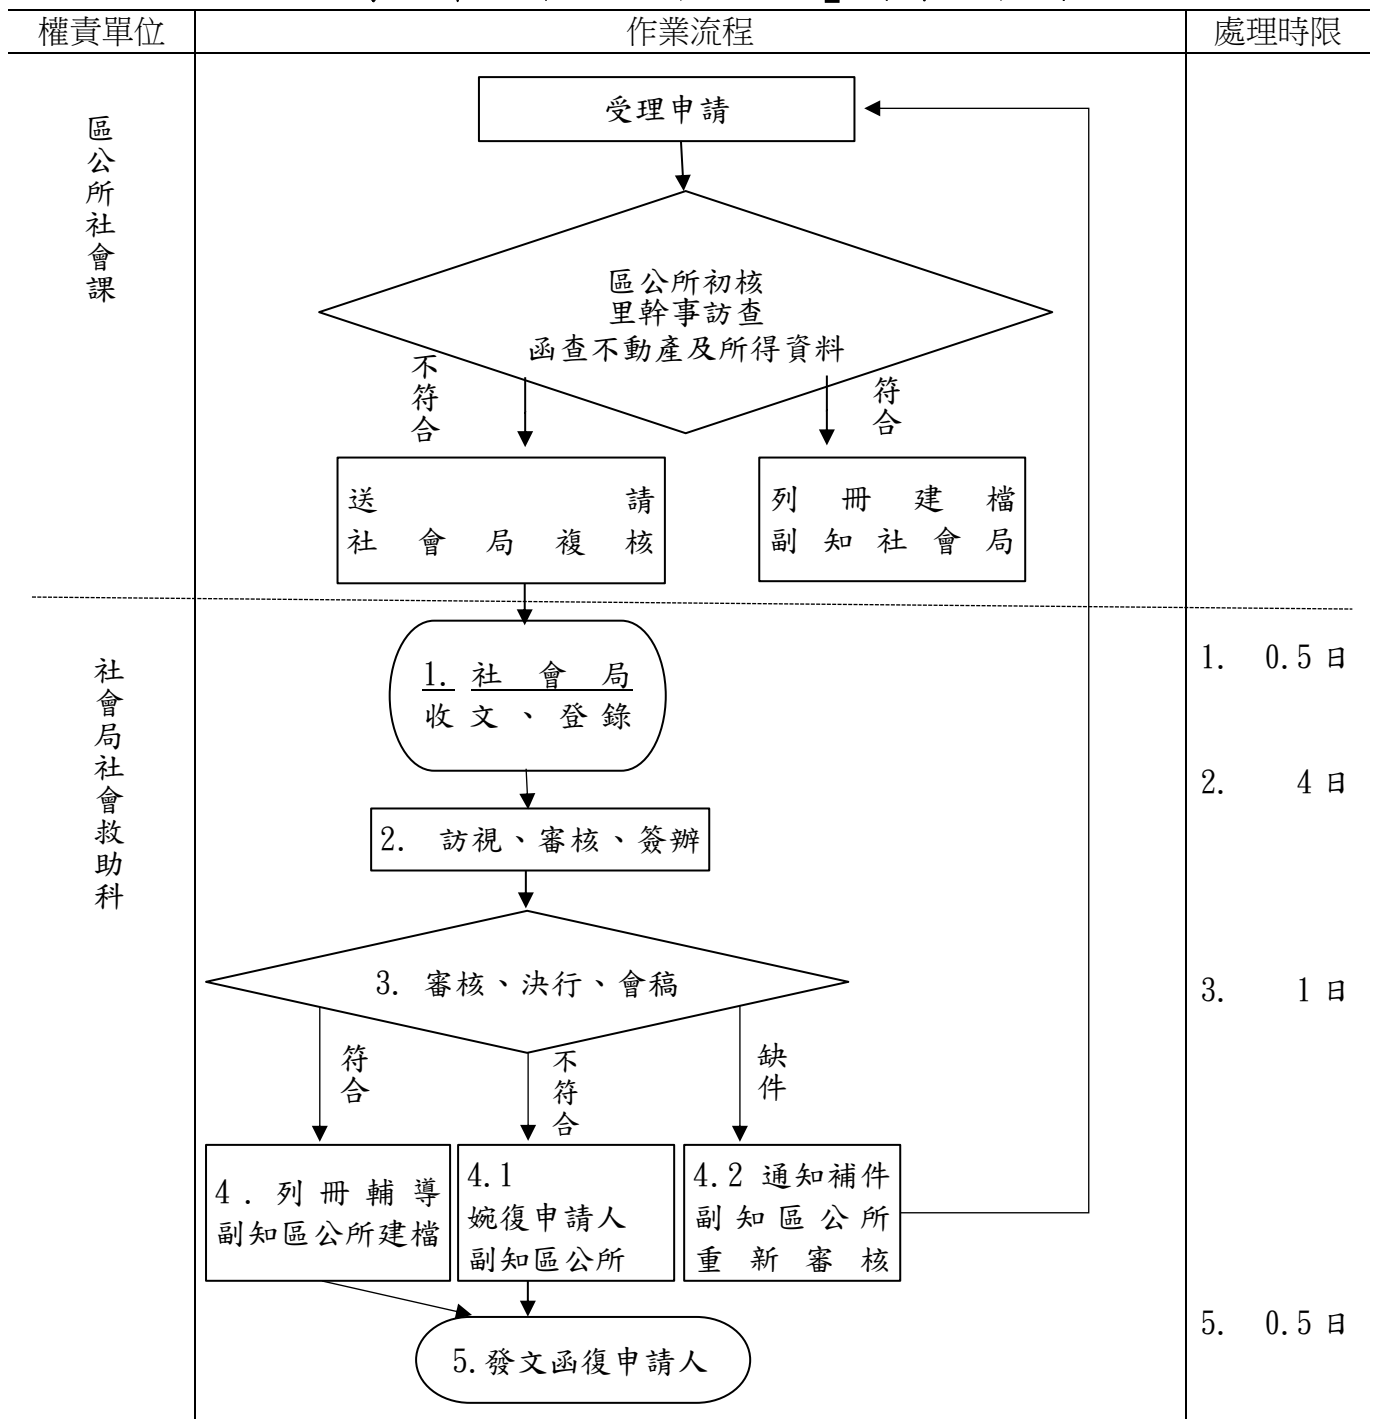 權責單位
作業流程
處理時限
區公所社會課
受理申請
區公所初核
里幹事訪查
函查不動產及所得資料
不符合
符合
送請
社會局複核
列冊建檔
副知社會局
社會局社會救助科
1. 社會局
收文、登錄
1. 0.5日
2. 訪視、審核、簽辦
2. 4日
3. 審核、決行、會稿
3. 1日
符合
不符合
缺件
4.列冊輔導
副知區公所建檔
4.1
婉復申請人
副知區公所
4.2 通知補件
副知區公所
重新審核
5.發文函復申請人
5. 0.5日